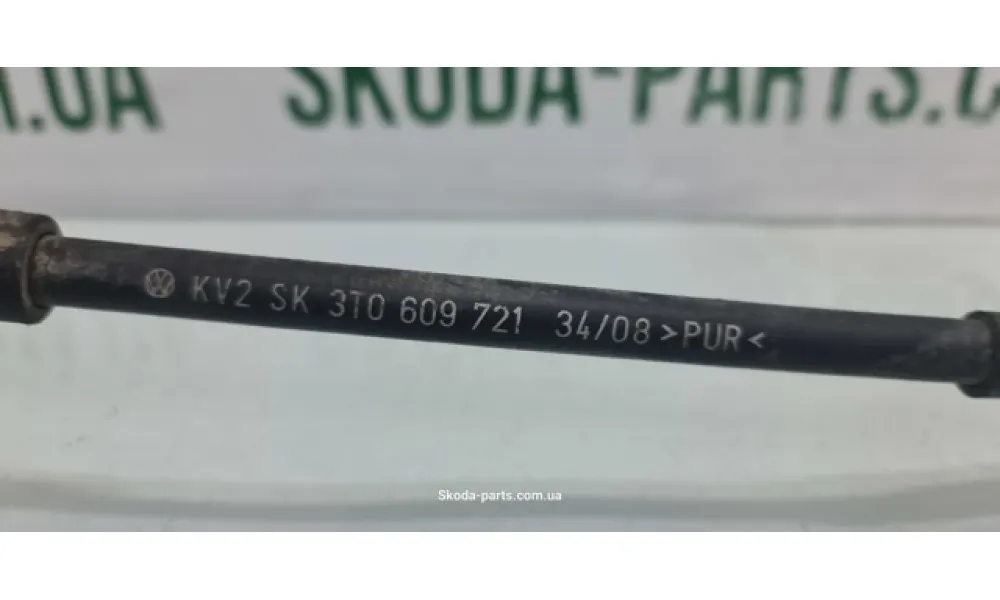 M.UA SKODA-PARTS.C
KV2 SK 3T0 609 721 34/08 >PUR<
Skoda-parts.com.ua